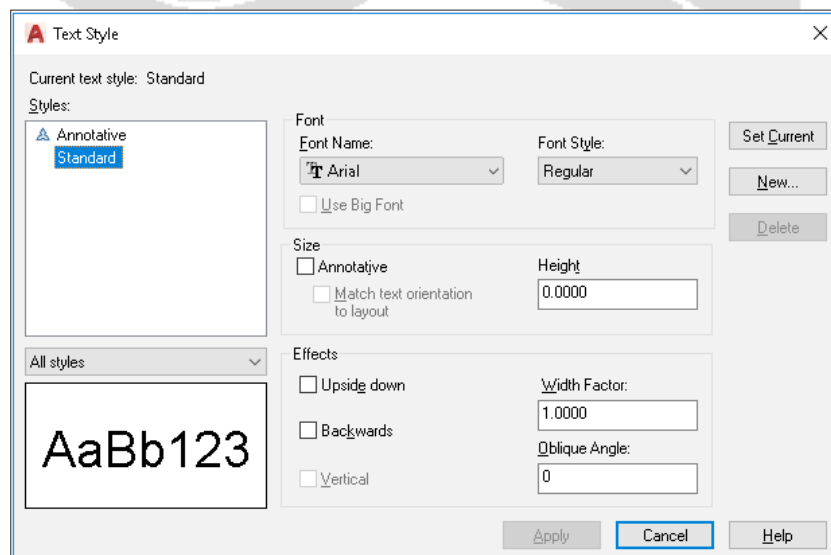 Text Style
Current text style: Standard
Styles:
Annotative
Standard
All styles
AaBb123
Font
Font Name:
Arial
Use Big Font
Font Style:
Regular
Size
Annotative
Match text orientation
to layout
Height
0.0000
Effects
Upside down
Backwards
Vertical
Width Factor:
1.0000
Oblique Angle:
0
Set Current
New...
Delete
Apply
Cancel
Help